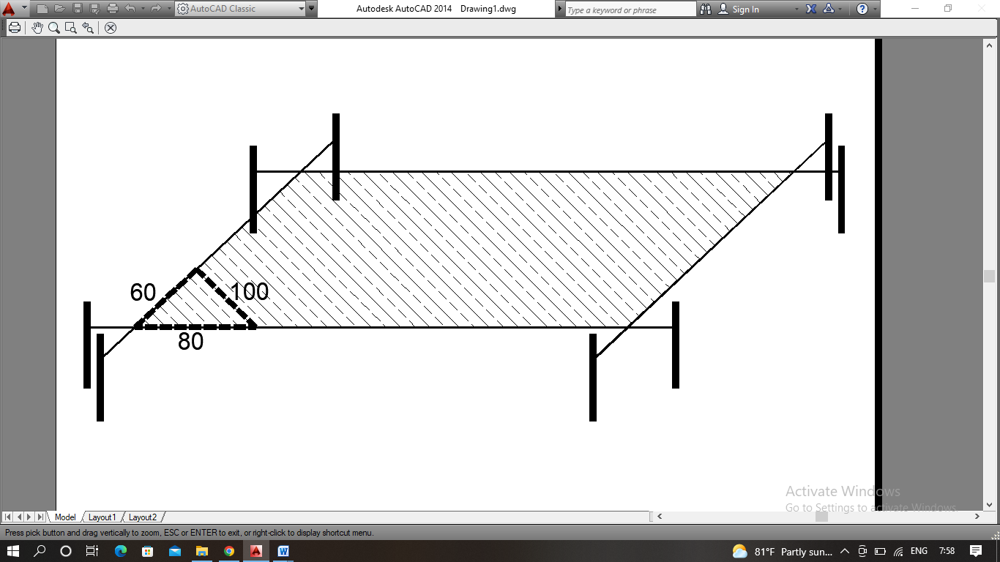 AutoCAD Classic
Autodesk AutoCAD 2014 Drawing1.dwg
Type a keyword or phrase
Sign In
60
100
80
Activate Windows
Go to Settings to activate Windows.
Model
Layout1
Layout2
Press pick button and drag vertically to zoom, ESC or ENTER to exit, or right-click to display shortcut menu.
81°F Partly sun...
ENG
7:58